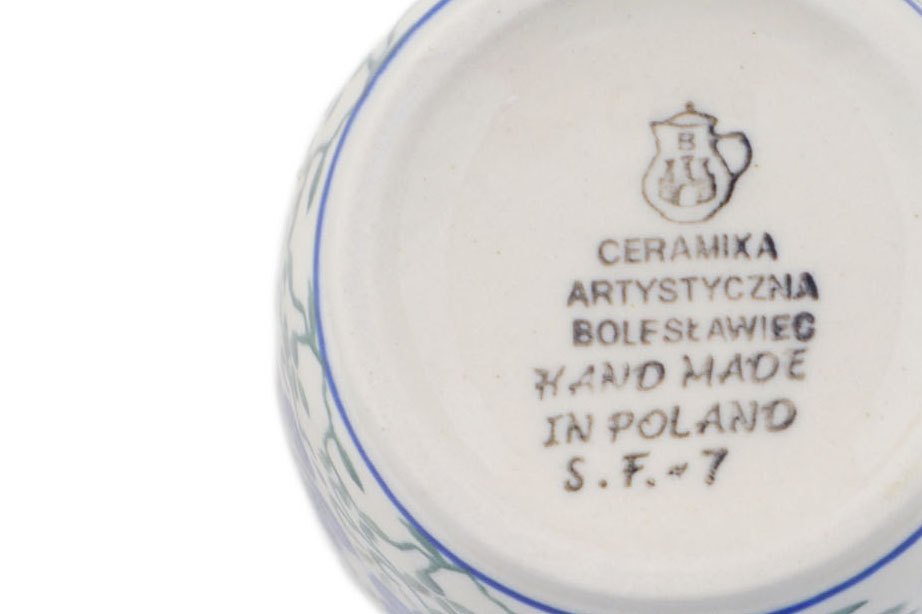 B
CERAMIKA
ARTYSTYCZNA
BOLESŁAWIEC
HAND MADE
IN POLAND
S.F.-7